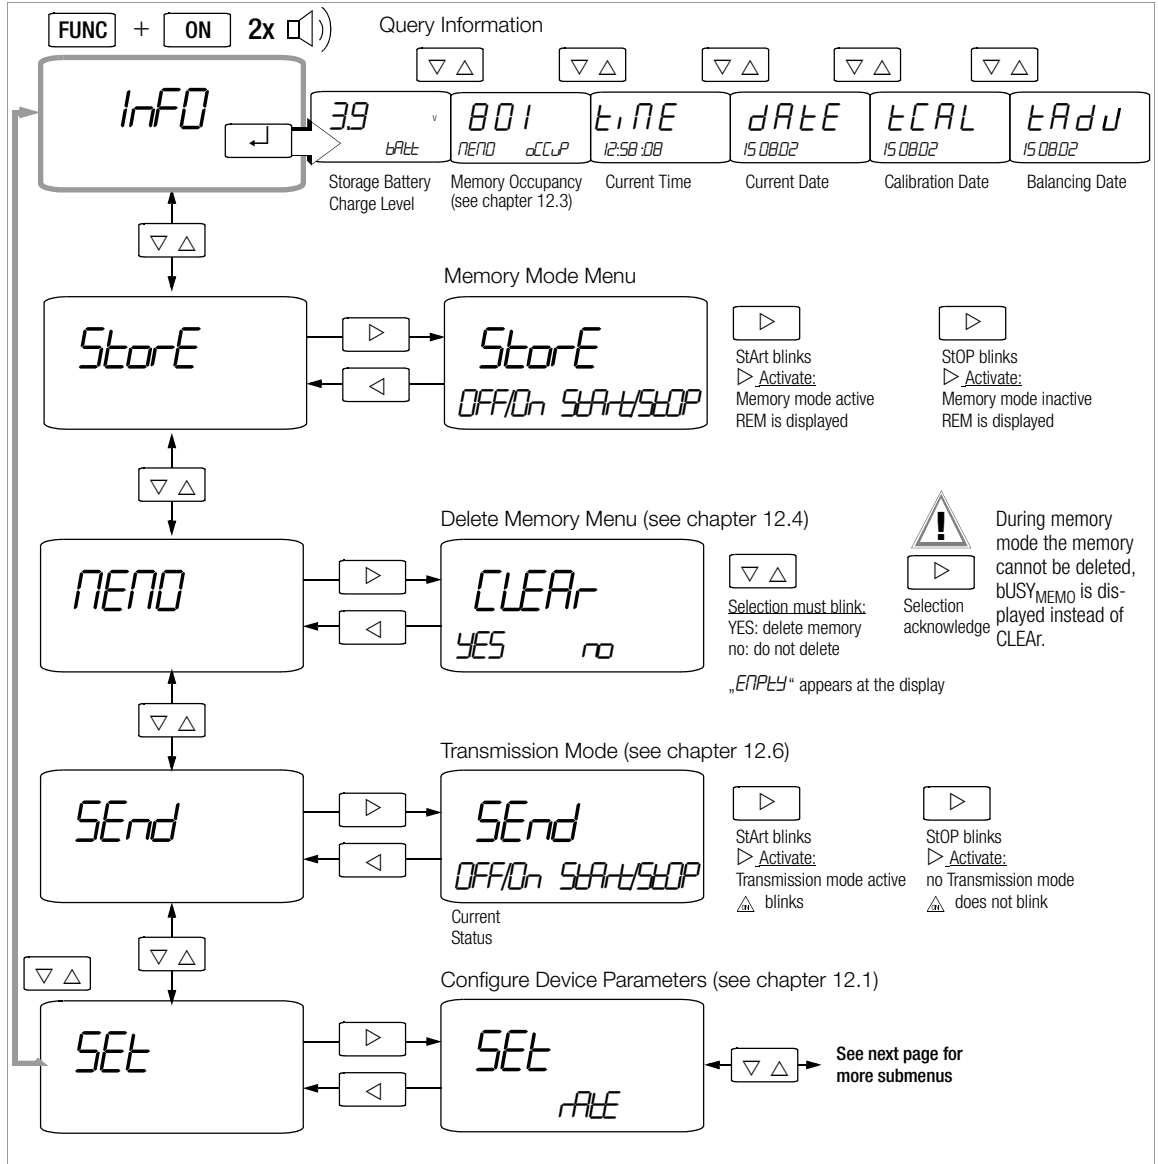 FUNC + ON 2x Query Information
InFO
3.9 V
bAtt
801
MEMO oCCuP
tiME
12:58:08
dAtE
15.08.02
tCAL
15.08.02
tAdJ
15.08.02
Storage Battery
Charge Level
Memory Occupancy
(see chapter 12.3)
Current Time
Current Date
Calibration Date
Balancing Date
Memory Mode Menu
StorE
StorE
OFF/On StArt/StOP
StArt blinks
Activate:
Memory mode active
REM is displayed
StOP blinks
Activate:
Memory mode inactive
REM is displayed
Delete Memory Menu (see chapter 12.4)
MEMO
CLEAr
YES no
Selection must blink:
YES: delete memory
no: do not delete
„EMPtY“ appears at the display
!
Selection
acknowledge
During memory
mode the memory
cannot be deleted,
bUSYMEMO is dis-
played instead of
CLEAr.
Transmission Mode (see chapter 12.6)
SEnd
SEnd
OFF/On StArt/StOP
Current
Status
StArt blinks
Activate:
Transmission mode active
ON blinks
StOP blinks
Activate:
no Transmission mode
ON does not blink
Configure Device Parameters (see chapter 12.1)
SEt
SEt
rAtE
See next page for
more submenus